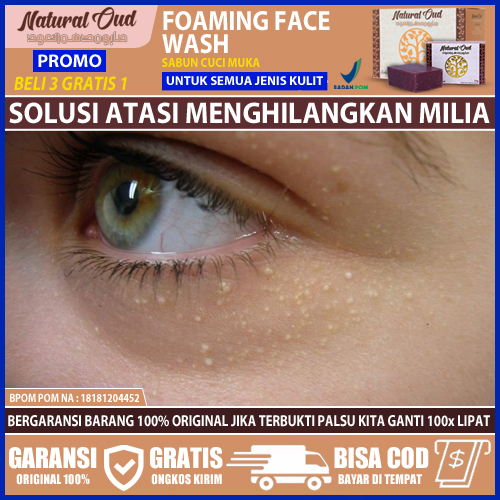 Natural Oud
PROMO
BELI 3 GRATIS 1
FOAMING FACE
WASH
SABUN CUCI MUKA
UNTUK SEMUA JENIS KULIT
BADAN POM
Natural Oud
Natural Oud
SOLUSI ATASI MENGHILANGKAN MILIA
BPOM POM NA : 18181204452
BERGARANSI BARANG 100% ORIGINAL JIKA TERBUKTI PALSU KITA GANTI 100x LIPAT
GARANSI
ORIGINAL 100%
GRATIS
ONGKOS KIRIM
BISA COD
BAYAR DI TEMPAT